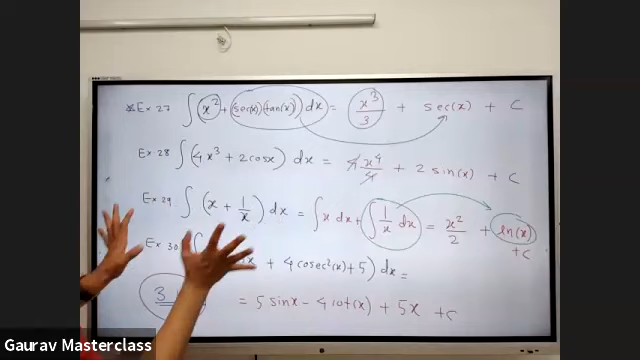 *Ex 27 ∫(x² + (sec(x)(tan(x)))dx = x³/3 + sec(x) + C
Ex 28 ∫(4x³ + 2cosx) dx = 4x⁴/4 + 2 sin(x) + C
Ex 29 ∫(x + 1/x) dx = ∫x dx + ∫1/x dx = x²/2 + ln(x) + C
Ex 30 ∫( + 4 cosec²(x) + 5) dx =
3 = 5 sinx - 4 cot(x) + 5x + C
Gaurav Masterclass